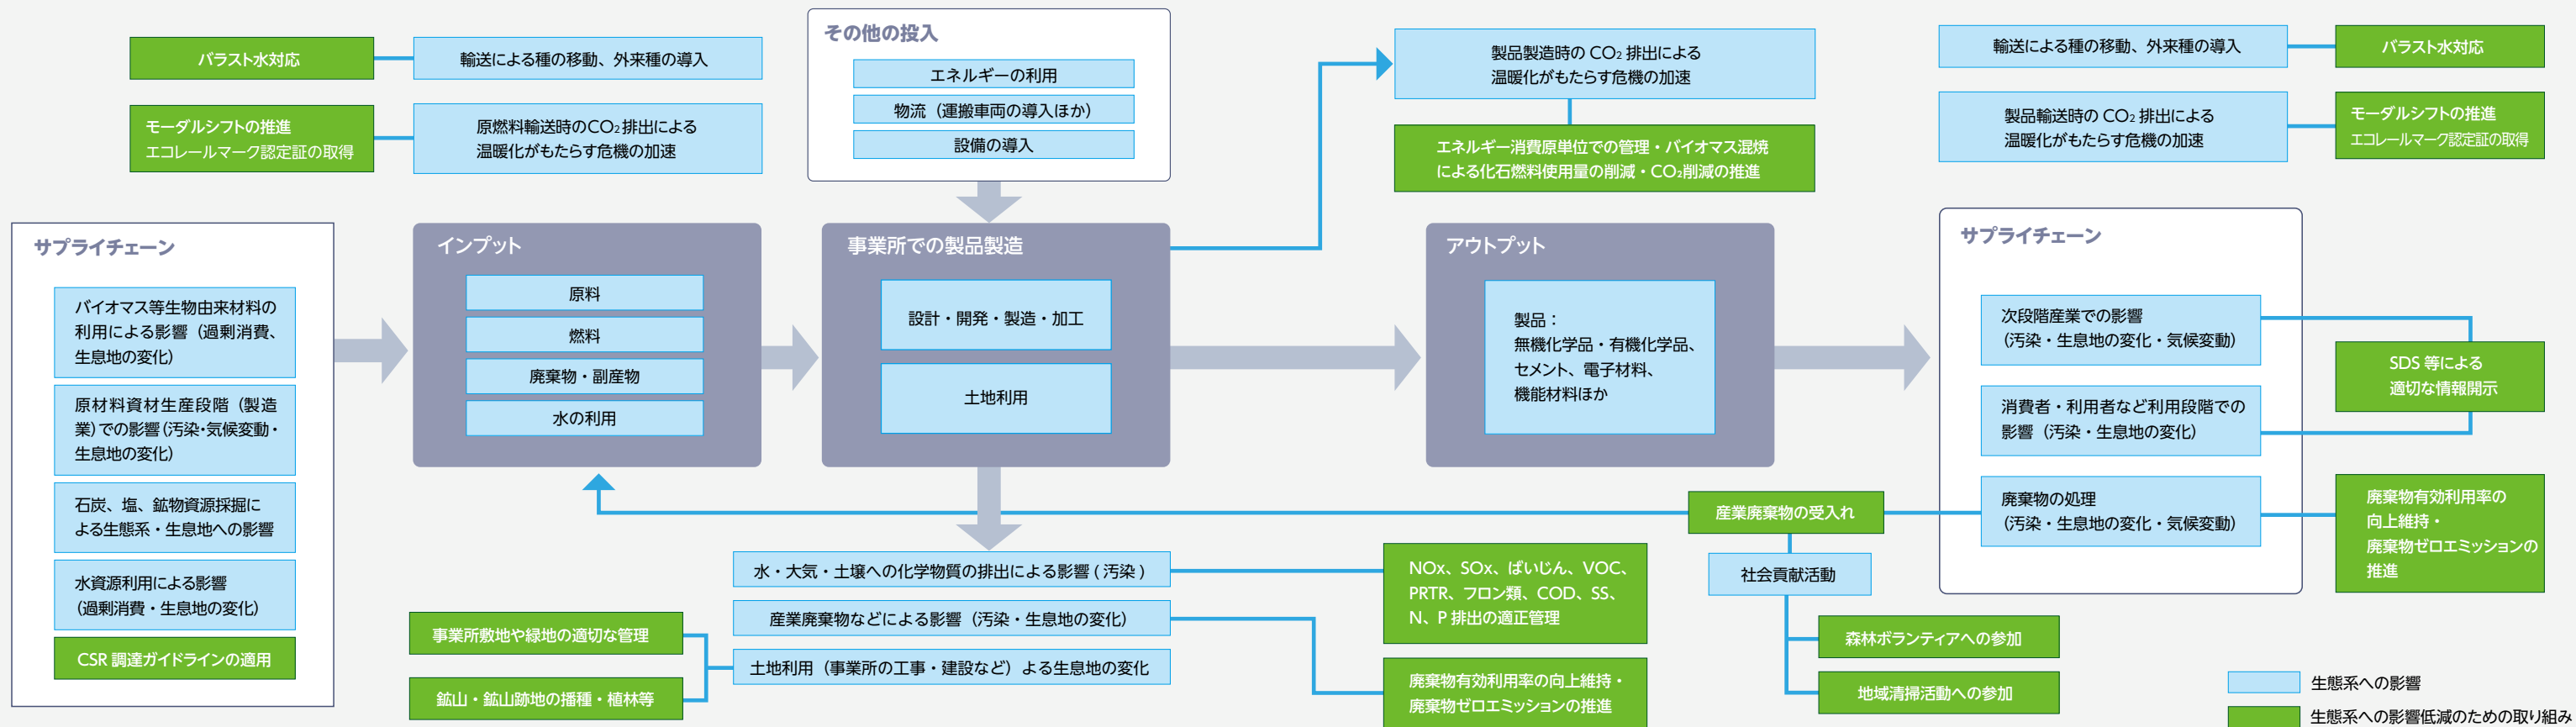 バラスト水対応
輸送による種の移動、外来種の導入
モーダルシフトの推進
エコレールマーク認定証の取得
原燃料輸送時のCO₂排出による
温暖化がもたらす危機の加速
その他の投入
エネルギーの利用
物流（運搬車両の導入ほか）
設備の導入
製品製造時の CO₂ 排出による
温暖化がもたらす危機の加速
エネルギー消費原単位での管理・バイオマス混焼
による化石燃料使用量の削減・CO₂削減の推進
輸送による種の移動、外来種の導入
バラスト水対応
製品輸送時の CO₂ 排出による
温暖化がもたらす危機の加速
モーダルシフトの推進
エコレールマーク認定証の取得
サプライチェーン
バイオマス等生物由来材料の
利用による影響（過剰消費、
生息地の変化）
原材料資材生産段階（製造
業）での影響（汚染・気候変動・
生息地の変化）
石炭、塩、鉱物資源採掘に
よる生態系・生息地への影響
水資源利用による影響
（過剰消費・生息地の変化）
CSR 調達ガイドラインの適用
インプット
原料
燃料
廃棄物・副産物
水の利用
事業所での製品製造
設計・開発・製造・加工
土地利用
アウトプット
製品：
無機化学品・有機化学品、
セメント、電子材料、
機能材料ほか
サプライチェーン
次段階産業での影響
（汚染・生息地の変化・気候変動）
消費者・利用者など利用段階での
影響（汚染・生息地の変化）
廃棄物の処理
（汚染・生息地の変化・気候変動）
SDS 等による
適切な情報開示
廃棄物有効利用率の
向上維持・
廃棄物ゼロエミッションの
推進
産業廃棄物の受入れ
社会貢献活動
森林ボランティアへの参加
地域清掃活動への参加
水・大気・土壌への化学物質の排出による影響 ( 汚染 )
産業廃棄物などによる影響（汚染・生息地の変化）
土地利用（事業所の工事・建設など）よる生息地の変化
事業所敷地や緑地の適切な管理
鉱山・鉱山跡地の播種・植林等
NOx、SOx、ばいじん、VOC、
PRTR、フロン類、COD、SS、
N、P 排出の適正管理
廃棄物有効利用率の向上維持・
廃棄物ゼロエミッションの推進
生態系への影響
生態系への影響低減のための取り組み